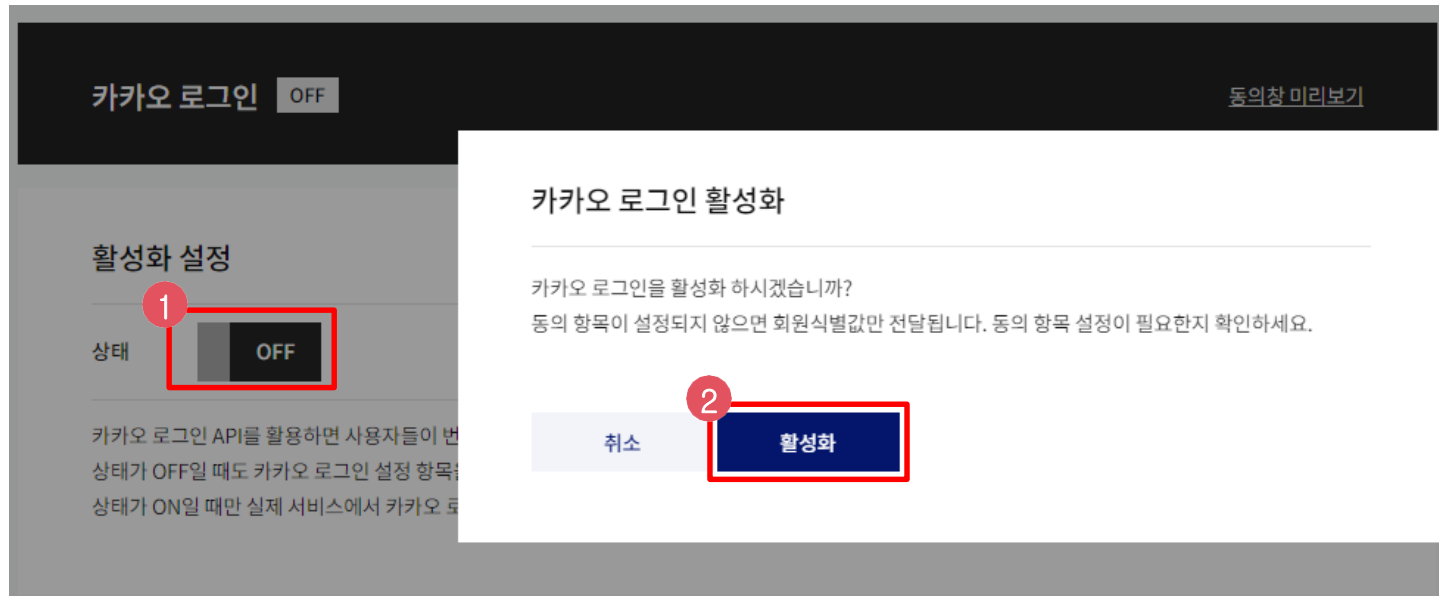 카카오 로그인 OFF
동의창 미리보기
활성화 설정
1
상태 OFF
카카오 로그인 API를 활용하면 사용자들이 번
상태가 OFF일 때도 카카오 로그인 설정 항목을
상태가 ON일 때만 실제 서비스에서 카카오 로
카카오 로그인 활성화
카카오 로그인을 활성화 하시겠습니까?
동의 항목이 설정되지 않으면 회원식별값만 전달됩니다. 동의 항목 설정이 필요한지 확인하세요.
2
취소 활성화